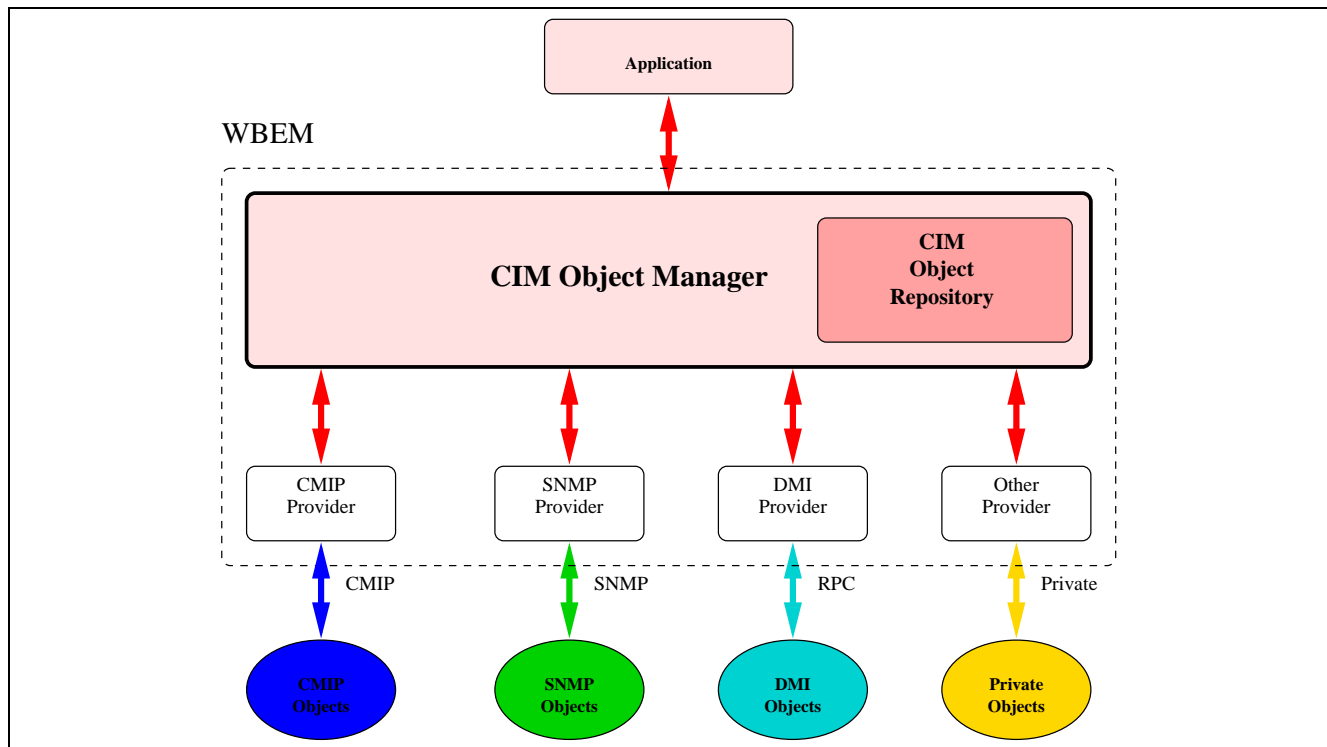 Application
WBEM
CIM Object Manager
CIM
Object
Repository
CMIP
Provider
SNMP
Provider
DMI
Provider
Other
Provider
CMIP
SNMP
RPC
Private
CMIP
Objects
SNMP
Objects
DMI
Objects
Private
Objects